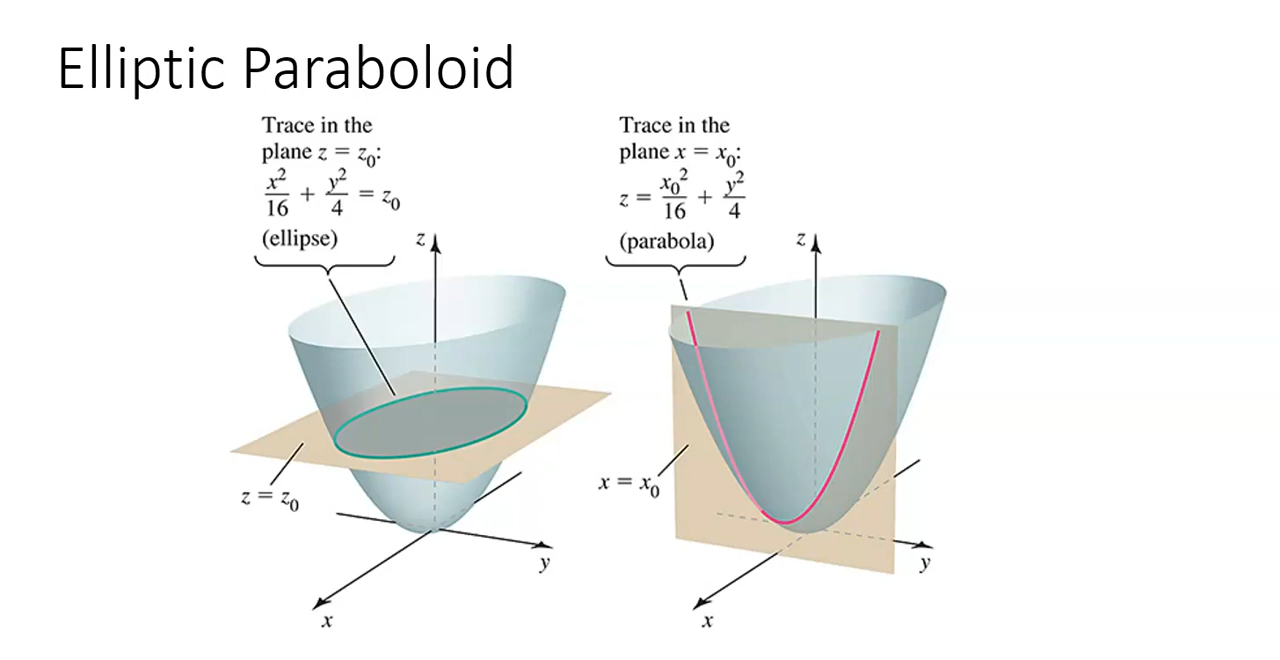 Elliptic Paraboloid
Trace in the
plane z = z₀:
x²/16 + y²/4 = z₀
(ellipse)
z
z = z₀
y
x
Trace in the
plane x = x₀:
z = x₀²/16 + y²/4
(parabola)
z
x = x₀
y
x